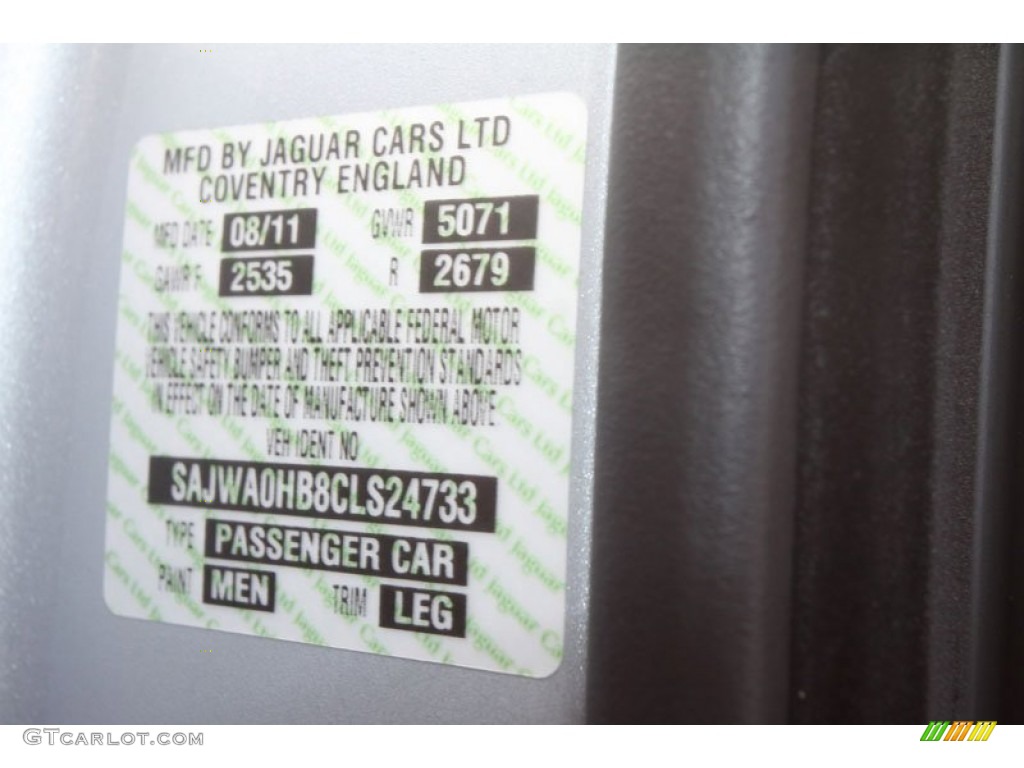 MFD BY JAGUAR CARS LTD
COVENTRY ENGLAND
MFD DATE 08/11 GVWR 5071
GAWR F 2535 R 2679
THIS VEHICLE CONFORMS TO ALL APPLICABLE FEDERAL MOTOR
VEHICLE SAFETY BUMPER AND THEFT PREVENTION STANDARDS
IN EFFECT ON THE DATE OF MANUFACTURE SHOWN ABOVE
VEH IDENT NO
SAJWA0HB8CLS24733
TYPE PASSENGER CAR
PAINT MEN TRIM LEG
GTCARLOT.COM